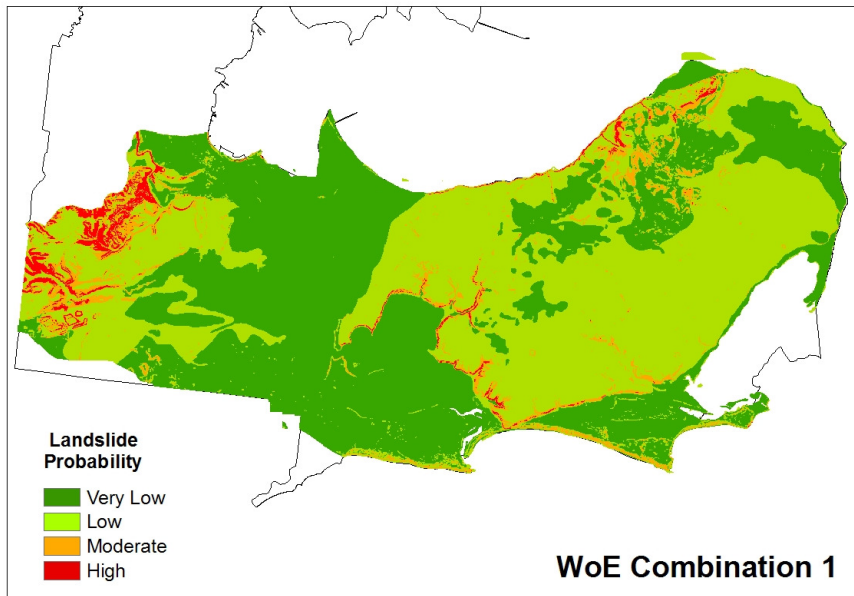 Landslide
Probability
Very Low
Low
Moderate
High
WoE Combination 1